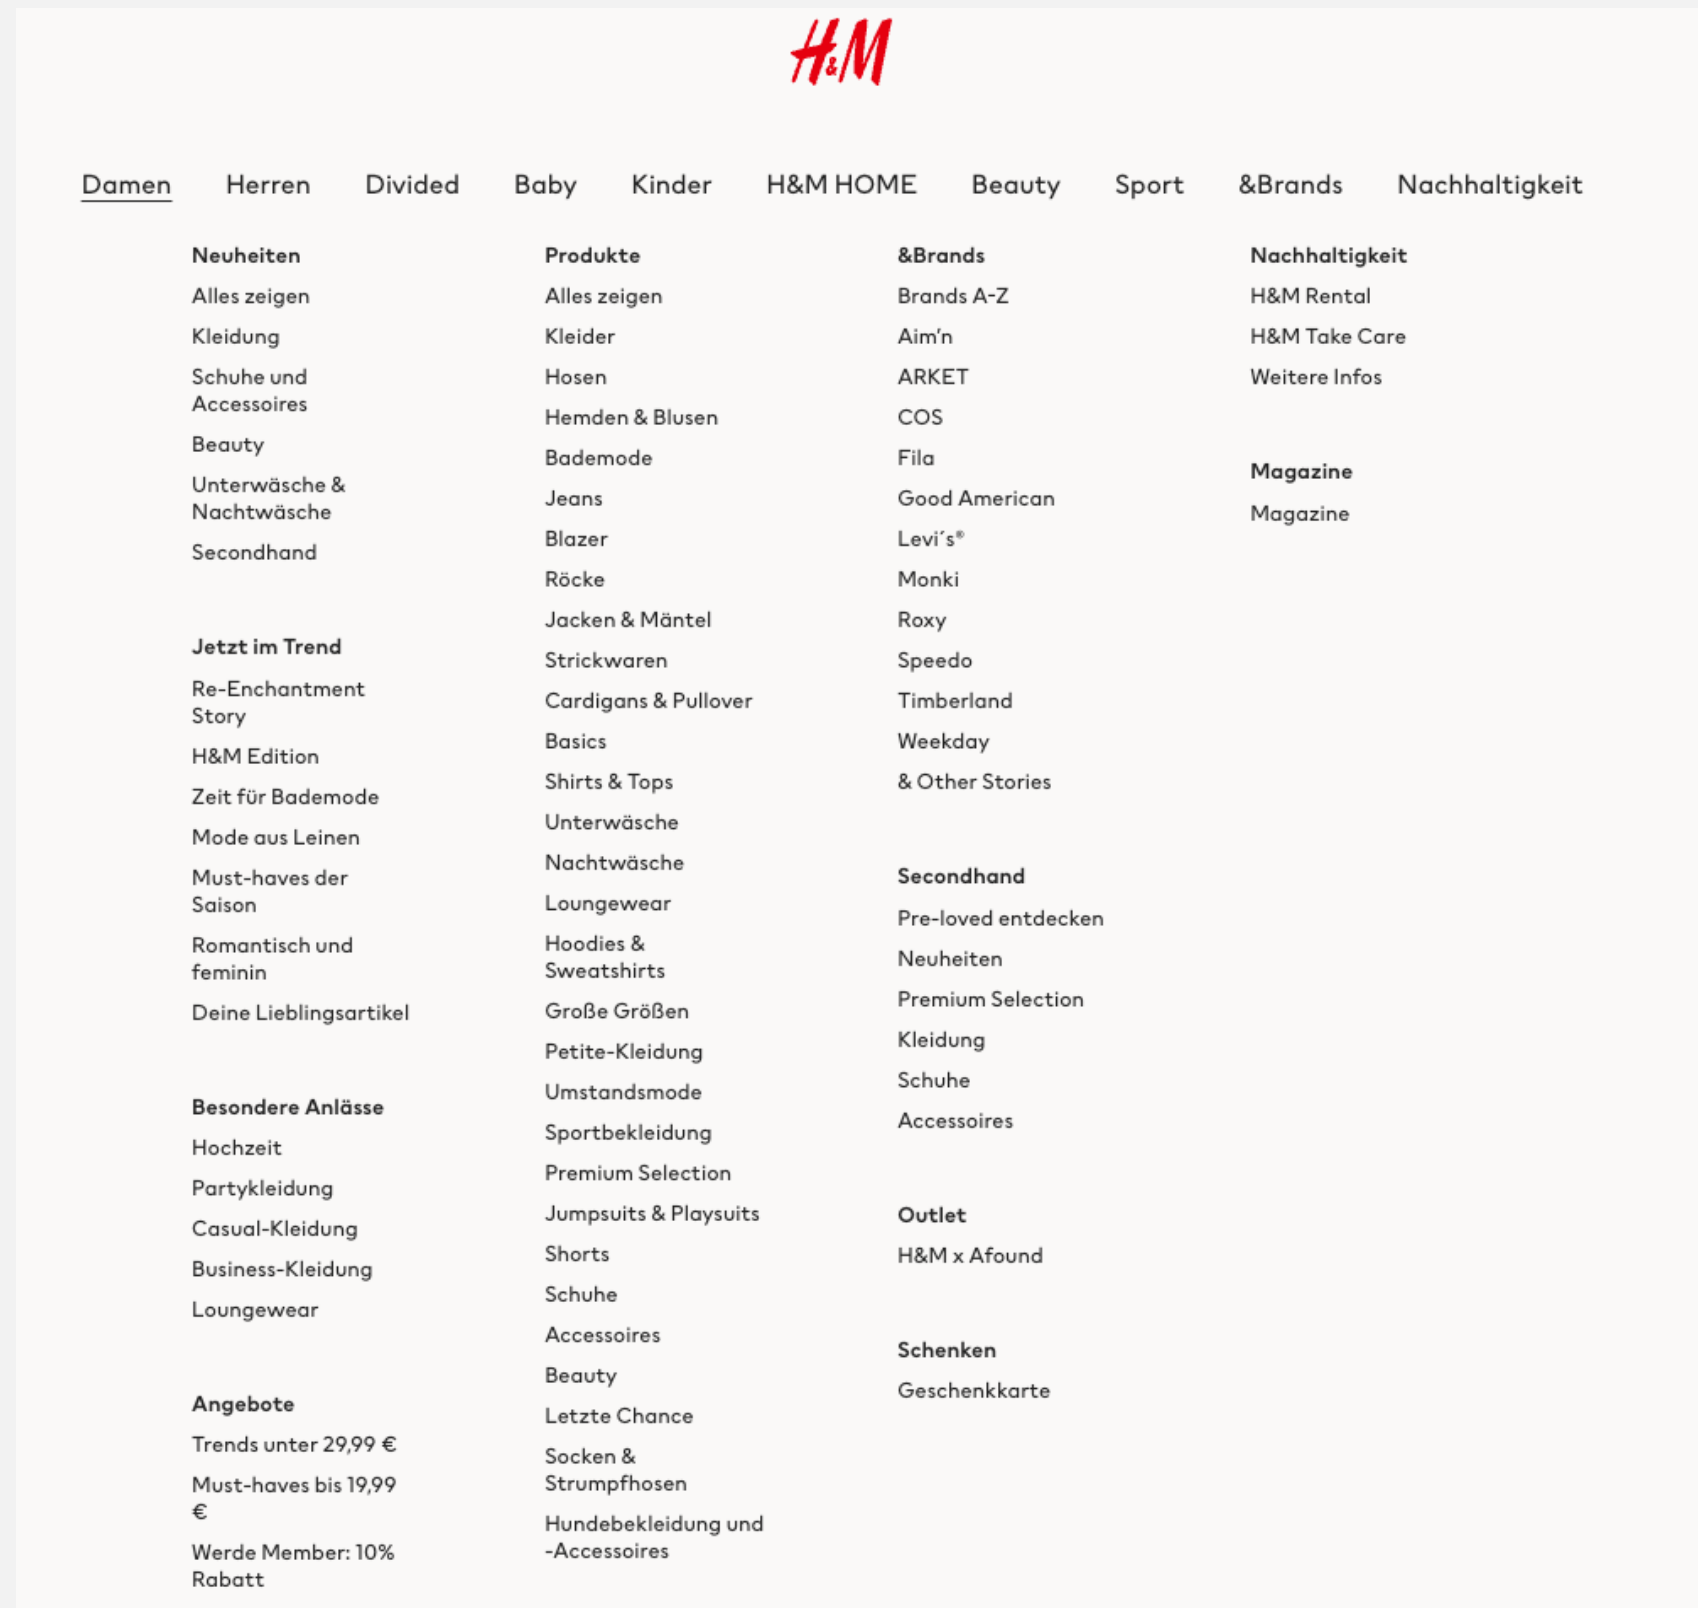 H&M
Damen Herren Divided Baby Kinder H&M HOME Beauty Sport &Brands Nachhaltigkeit
Neuheiten
Alles zeigen
Kleidung
Schuhe und
Accessoires
Beauty
Unterwäsche &
Nachtwäsche
Secondhand
Jetzt im Trend
Re-Enchantment
Story
H&M Edition
Zeit für Bademode
Mode aus Leinen
Must-haves der
Saison
Romantisch und
feminin
Deine Lieblingsartikel
Besondere Anlässe
Hochzeit
Partykleidung
Casual-Kleidung
Business-Kleidung
Loungewear
Angebote
Trends unter 29,99 €
Must-haves bis 19,99
€
Werde Member: 10%
Rabatt
Produkte
Alles zeigen
Kleider
Hosen
Hemden & Blusen
Bademode
Jeans
Blazer
Röcke
Jacken & Mäntel
Strickwaren
Cardigans & Pullover
Basics
Shirts & Tops
Unterwäsche
Nachtwäsche
Loungewear
Hoodies &
Sweatshirts
Große Größen
Petite-Kleidung
Umstandsmode
Sportbekleidung
Premium Selection
Jumpsuits & Playsuits
Shorts
Schuhe
Accessoires
Beauty
Letzte Chance
Socken &
Strumpfhosen
Hundebekleidung und
-Accessoires
&Brands
Brands A-Z
Aim'n
ARKET
COS
Fila
Good American
Levi´s®
Monki
Roxy
Speedo
Timberland
Weekday
& Other Stories
Secondhand
Pre-loved entdecken
Neuheiten
Premium Selection
Kleidung
Schuhe
Accessoires
Outlet
H&M x Afound
Schenken
Geschenkkarte
Nachhaltigkeit
H&M Rental
H&M Take Care
Weitere Infos
Magazine
Magazine